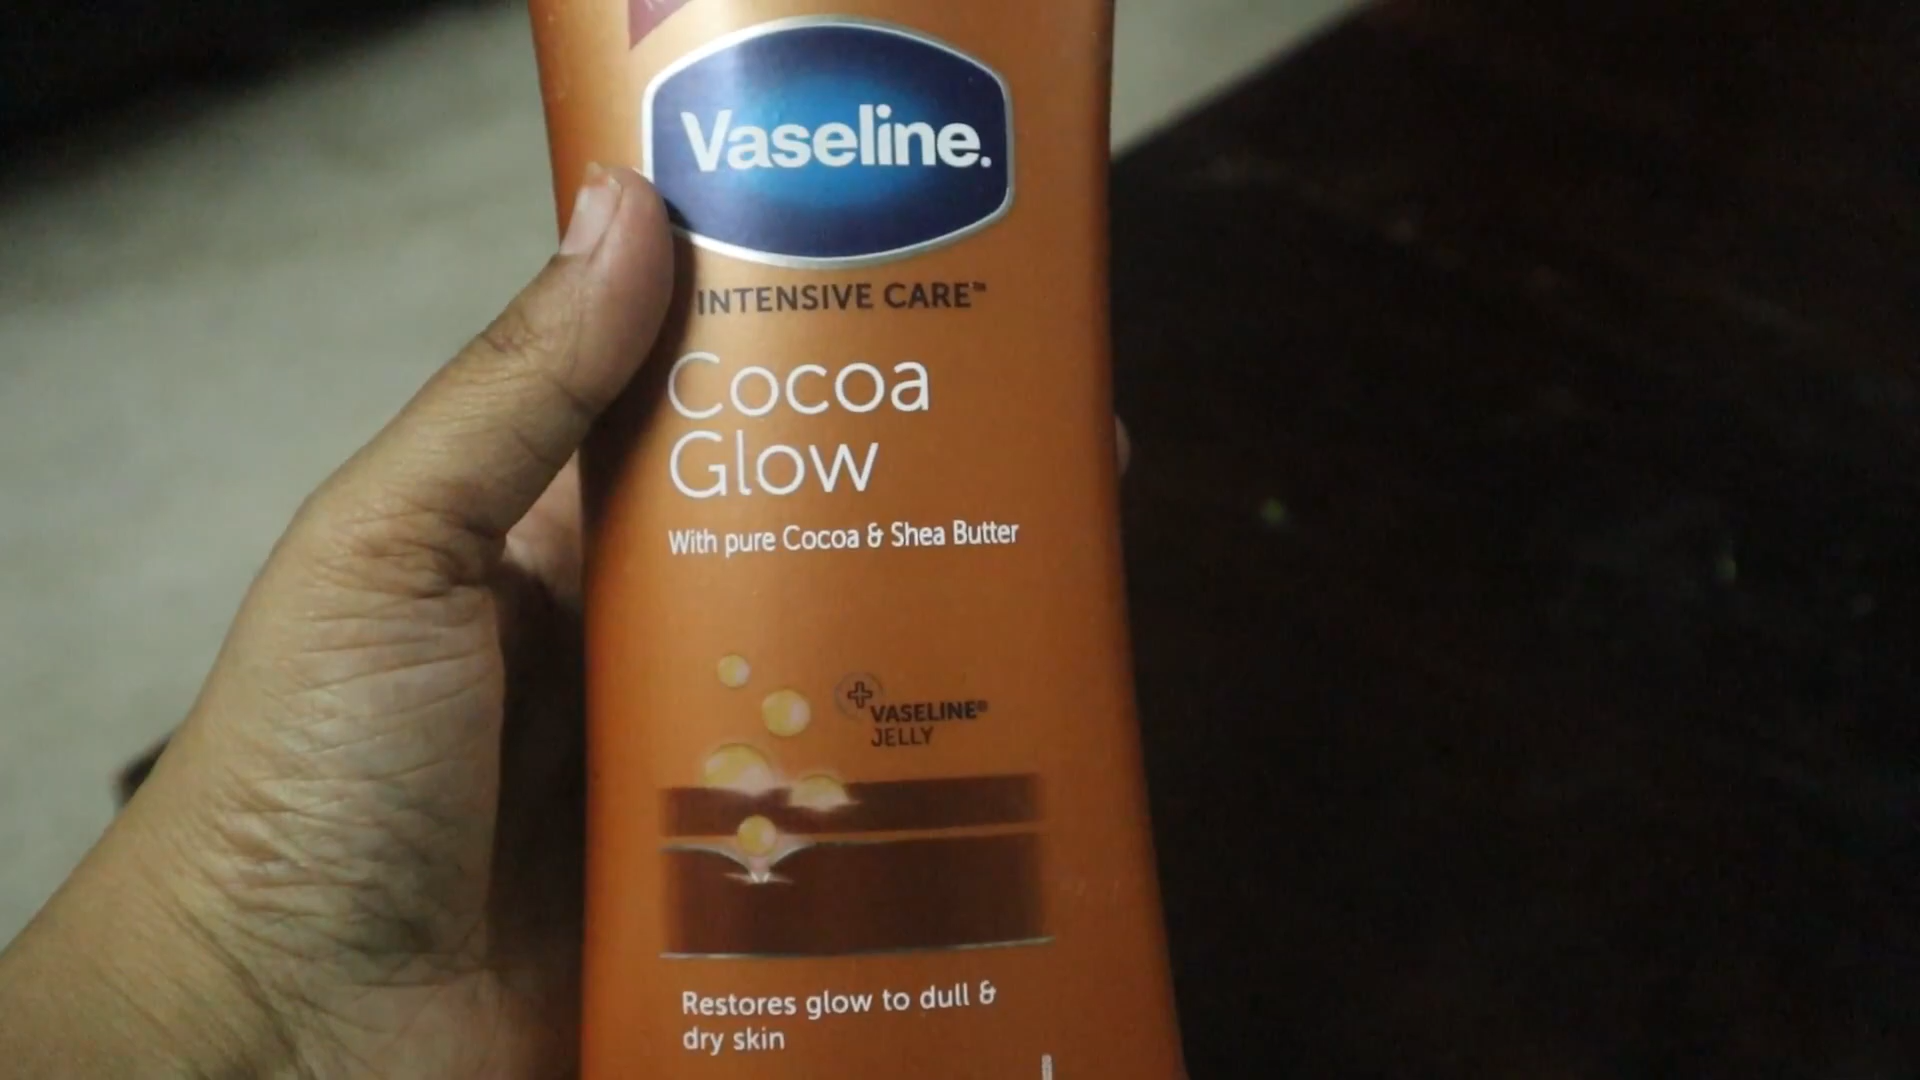 Vaseline.
INTENSIVE CARE™
Cocoa
Glow
With pure Cocoa & Shea Butter
VASELINE®
JELLY
Restores glow to dull &
dry skin